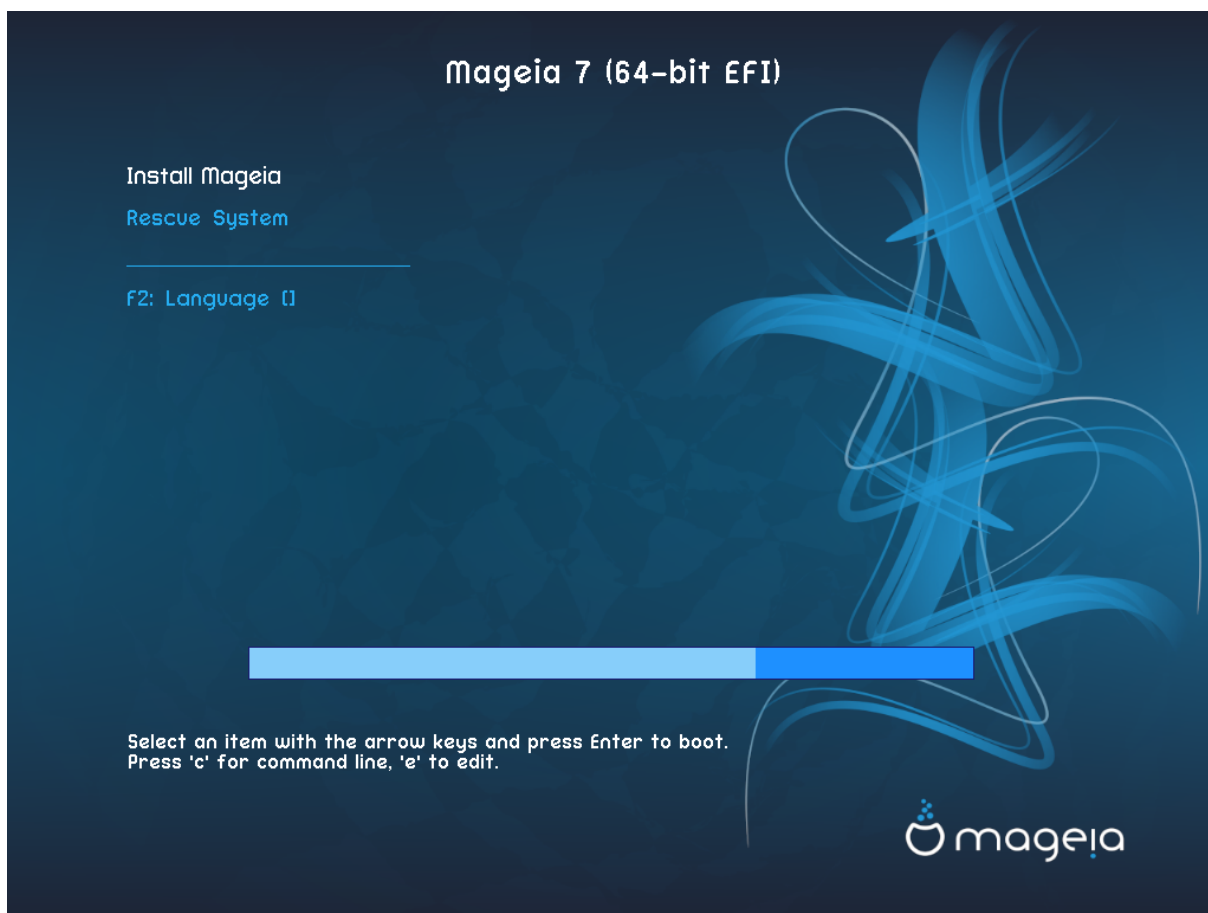 Mageia 7 (64-bit EFI)
Install Mageia
Rescue System
F2: Language []
Select an item with the arrow keys and press Enter to boot.
Press 'c' for command line, 'e' to edit.
mageia